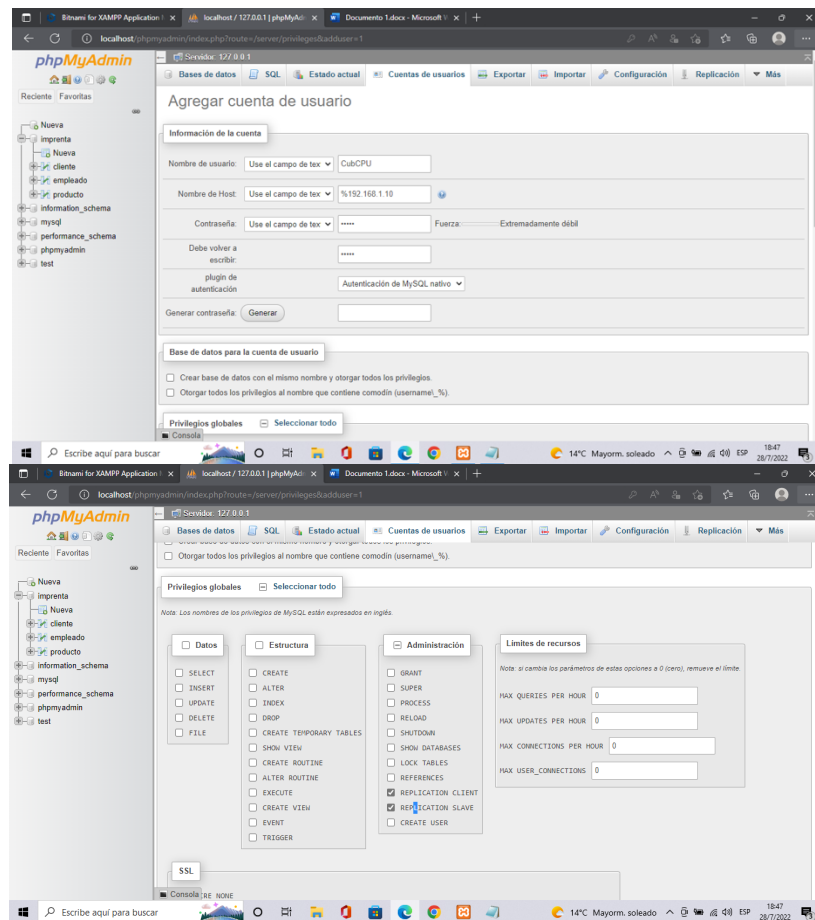 Bitnami for XAMPP Application
localhost / 127.0.0.1 | phpMyAd
Documento 1.docx - Microsoft
localhost/phpmyadmin/index.php?route=/server/privileges&adduser=1
phpMyAdmin
Reciente Favoritas
Nueva
imprenta
Nueva
cliente
empleado
producto
information_schema
mysql
performance_schema
phpmyadmin
test
Servidor: 127.0.0.1
Bases de datos SQL Estado actual Cuentas de usuarios Exportar Importar Configuración Replicación Más
Agregar cuenta de usuario
Información de la cuenta
Nombre de usuario: Use el campo de tex CubCPU
Nombre de Host: Use el campo de tex %192.168.1.10
Contraseña: Use el campo de tex ••••• Fuerza: Extremadamente débil
Debe volver a
escribir: •••••
plugin de
autenticación Autenticación de MySQL nativo
Generar contraseña: Generar
Base de datos para la cuenta de usuario
Crear base de datos con el mismo nombre y otorgar todos los privilegios.
Otorgar todos los privilegios al nombre que contiene comodín (username\_%).
Privilegios globales Seleccionar todo
Consola
Escribe aquí para buscar
14°C Mayorm. soleado ESP
18:47
28/7/2022
Bitnami for XAMPP Application
localhost / 127.0.0.1 | phpMyAd
Documento 1.docx - Microsoft
localhost/phpmyadmin/index.php?route=/server/privileges&adduser=1
phpMyAdmin
Reciente Favoritas
Nueva
imprenta
Nueva
cliente
empleado
producto
information_schema
mysql
performance_schema
phpmyadmin
test
Servidor: 127.0.0.1
Bases de datos SQL Estado actual Cuentas de usuarios Exportar Importar Configuración Replicación Más
Otorgar todos los privilegios al nombre que contiene comodín (username\_%).
Privilegios globales Seleccionar todo
Nota: Los nombres de los privilegios de MySQL están expresados en inglés.
Datos
SELECT
INSERT
UPDATE
DELETE
FILE
Estructura
CREATE
ALTER
INDEX
DROP
CREATE TEMPORARY TABLES
SHOW VIEW
CREATE ROUTINE
ALTER ROUTINE
EXECUTE
CREATE VIEW
EVENT
TRIGGER
Administración
GRANT
SUPER
PROCESS
RELOAD
SHUTDOWN
SHOW DATABASES
LOCK TABLES
REFERENCES
REPLICATION CLIENT
REPLICATION SLAVE
CREATE USER
Límites de recursos
Nota: si cambia los parámetros de estas opciones a 0 (cero), remueve el límite.
MAX QUERIES PER HOUR 0
MAX UPDATES PER HOUR 0
MAX CONNECTIONS PER HOUR 0
MAX USER_CONNECTIONS 0
SSL
Consola RE NONE
Escribe aquí para buscar
14°C Mayorm. soleado ESP
18:47
28/7/2022